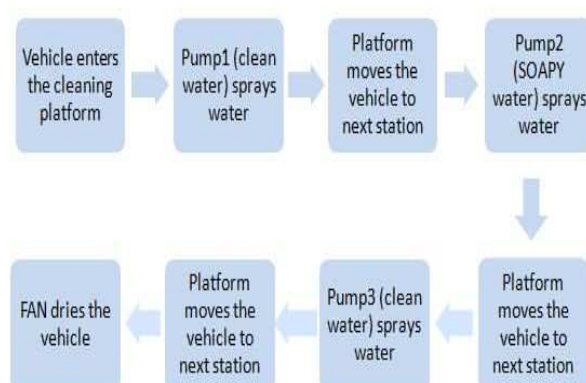 Vehicle enters
the cleaning
platform
Pump1 (clean
water) sprays
water
Platform
moves the
vehicle to
next station
Pump2
(SOAPY
water) sprays
water
Platform
moves the
vehicle to
next station
Pump3 (clean
water) sprays
water
Platform
moves the
vehicle to
next station
FAN dries the
vehicle